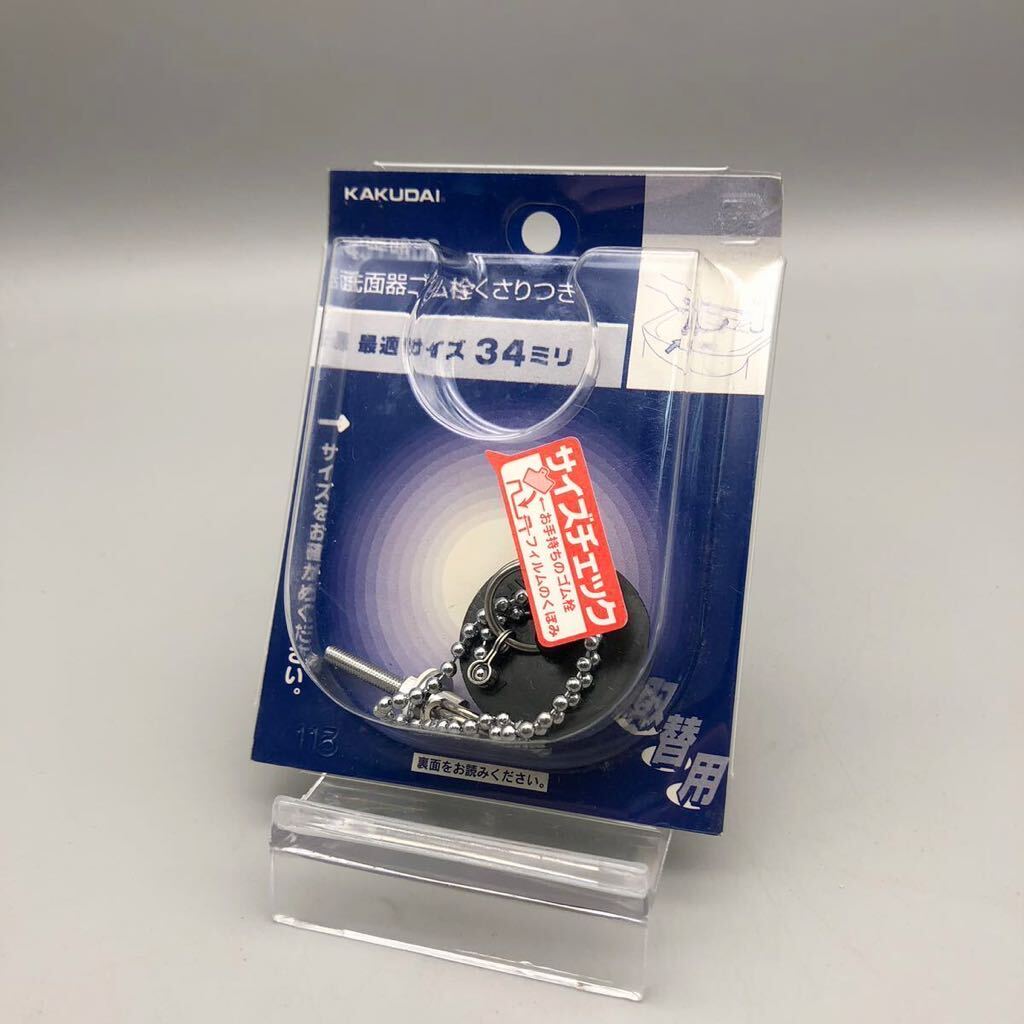 KAKUDAI
洗面器ゴム栓くさりつき
最適サイズ 34ミリ
→サイズをお確かめください。
サイズチェック
←お手持ちのゴム栓
←フィルムのくぼみ
取替用
裏面をお読みください。